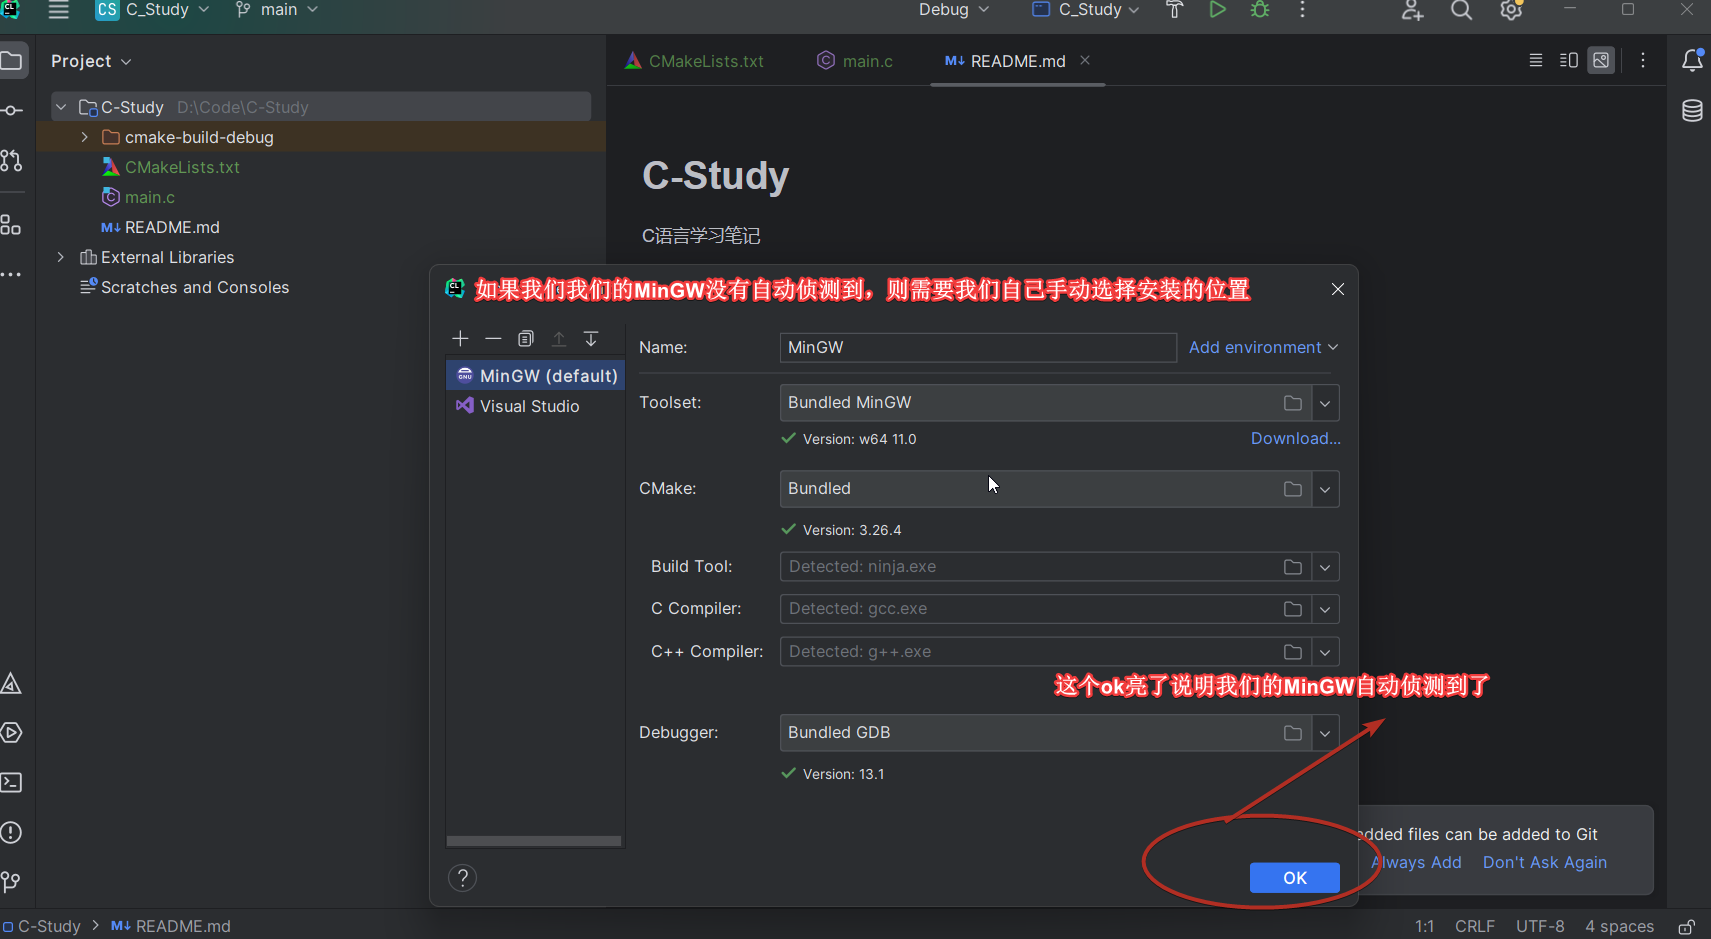 CS C_Study main Debug C_Study
Project
CMakeLists.txt main.c README.md
C-Study D:\Code\C-Study
cmake-build-debug
CMakeLists.txt
main.c
README.md
External Libraries
Scratches and Consoles
C-Study
C语言学习笔记
如果我们我们的MinGW没有自动侦测到，则需要我们自己手动选择安装的位置
MinGW (default)
Visual Studio
Name: MinGW Add environment
Toolset: Bundled MinGW
Version: w64 11.0 Download...
CMake: Bundled
Version: 3.26.4
Build Tool: Detected: ninja.exe
C Compiler: Detected: gcc.exe
C++ Compiler: Detected: g++.exe
这个ok亮了说明我们的MinGW自动侦测到了
Debugger: Bundled GDB
Version: 13.1
? OK
files can be added to Git
Always Add Don't Ask Again
C-Study > M↓ README.md 1:1 CRLF UTF-8 4 spaces